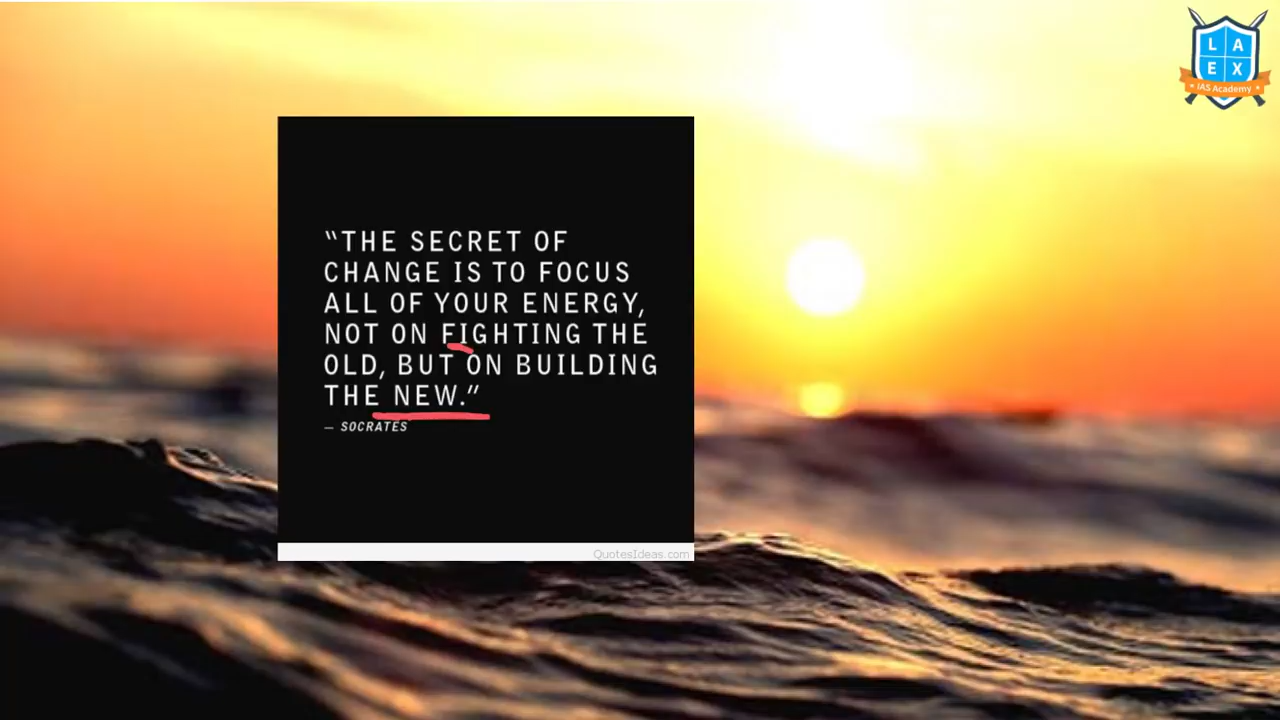 L A
E X
IAS Academy
“THE SECRET OF
CHANGE IS TO FOCUS
ALL OF YOUR ENERGY,
NOT ON FIGHTING THE
OLD, BUT ON BUILDING
THE NEW.”
— SOCRATES
QuotesIdeas.com